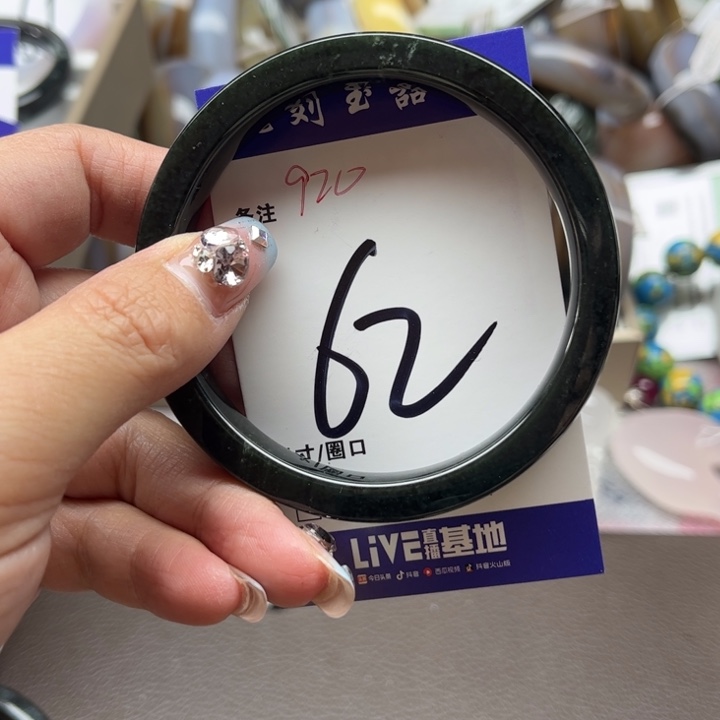 刻玉器
920
备注
62
寸/圈口
LiVE直播基地
今日头条 抖音 西瓜视频 抖音火山版